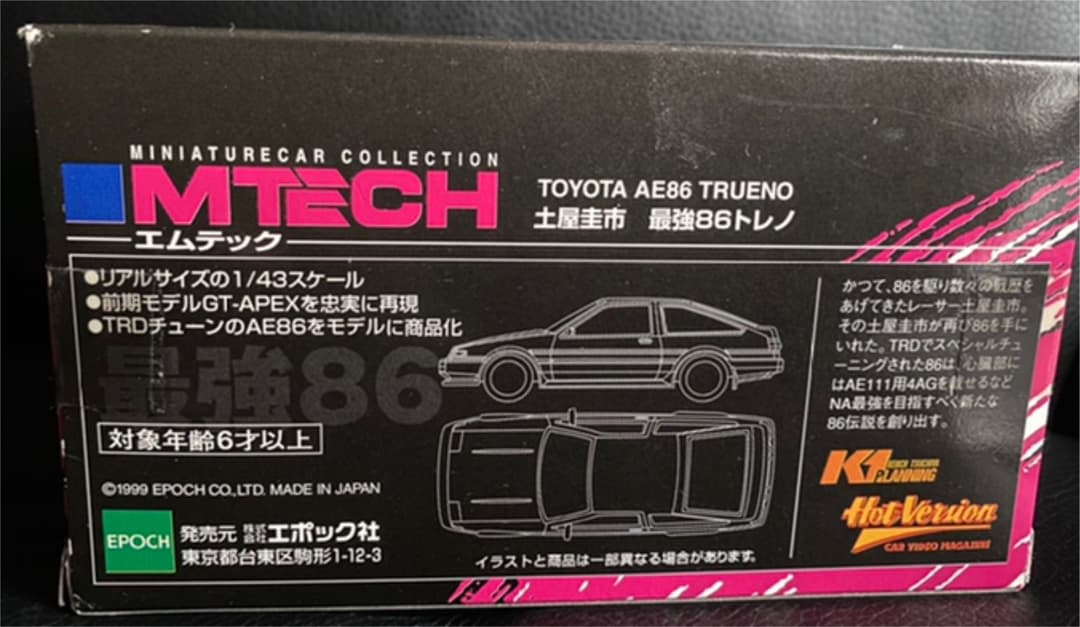 MINIATURECAR COLLECTION
MTECH
エムテック
TOYOTA AE86 TRUENO
土屋圭市 最強86トレノ
●リアルサイズの1/43スケール
●前期モデルGT-APEXを忠実に再現
●TRDチューンのAE86をモデルに商品化
最強86
対象年齢6才以上
©1999 EPOCH CO.,LTD. MADE IN JAPAN
EPOCH
発売元 株式会社エポック社
東京都台東区駒形1-12-3
イラストと商品は一部異なる場合があります。
かつて、86を駆り数々の戦歴を
あげてきたレーサー土屋圭市。
その土屋圭市が再び86を手に
いれた。TRDでスペシャルチュ
ーニングされた86は、心臓部に
はAE111用4AGを載せるなど
NA最強を目指すべく新たな
86伝説を創り出す。
K1
PLANNING
Hot Version
CAR VIDEO MAGAZINE